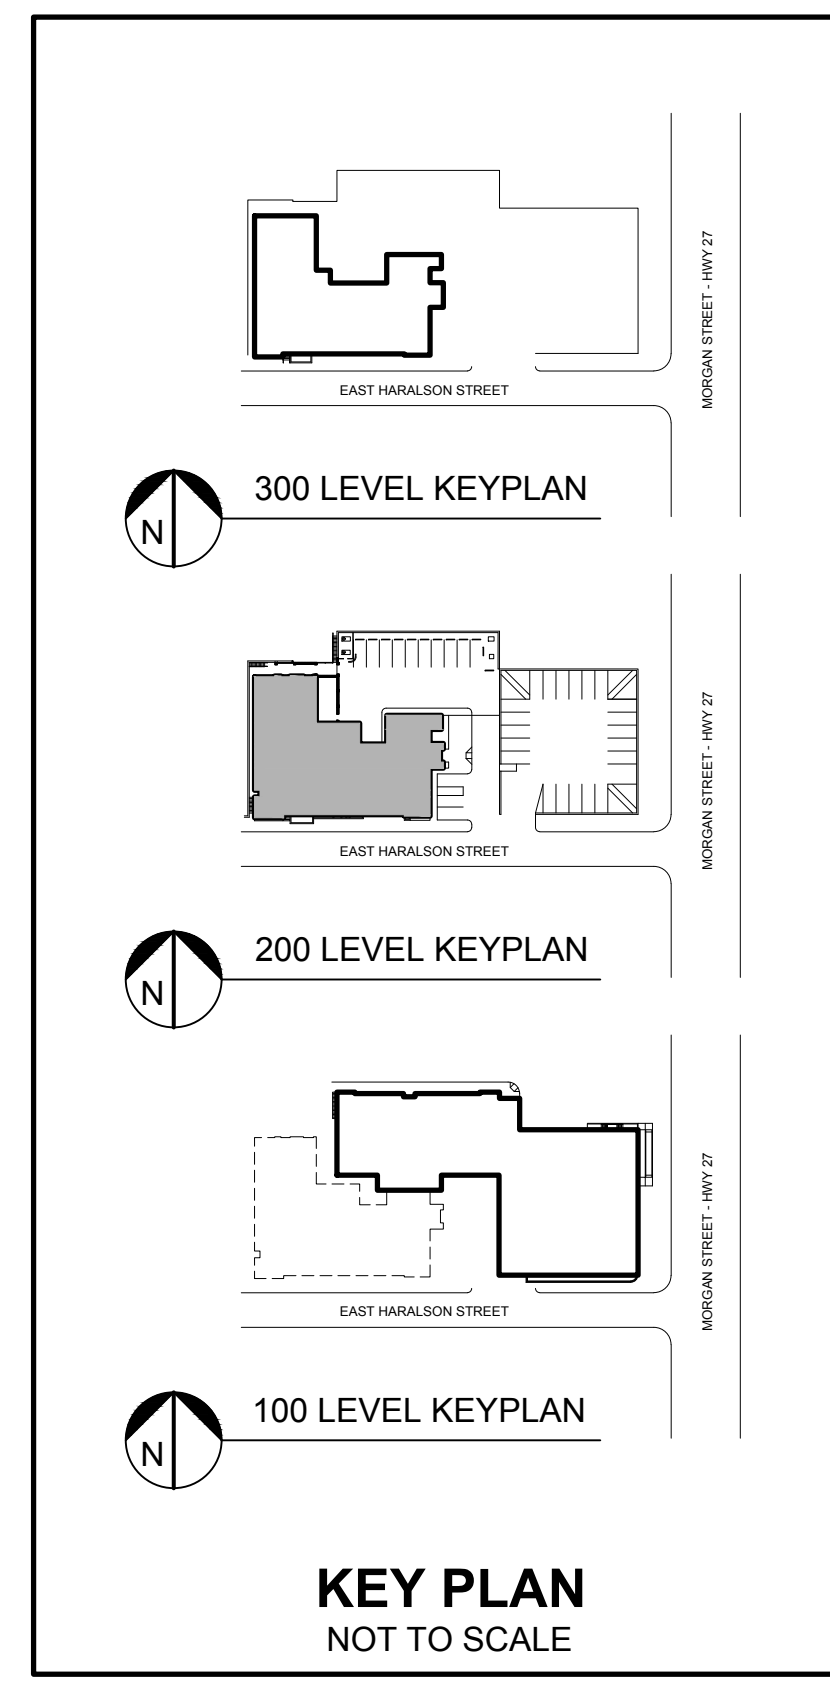 MORGAN STREET - HWY 27
EAST HARALSON STREET
N
300 LEVEL KEYPLAN
MORGAN STREET - HWY 27
EAST HARALSON STREET
N
200 LEVEL KEYPLAN
MORGAN STREET - HWY 27
EAST HARALSON STREET
N
100 LEVEL KEYPLAN
KEY PLAN
NOT TO SCALE